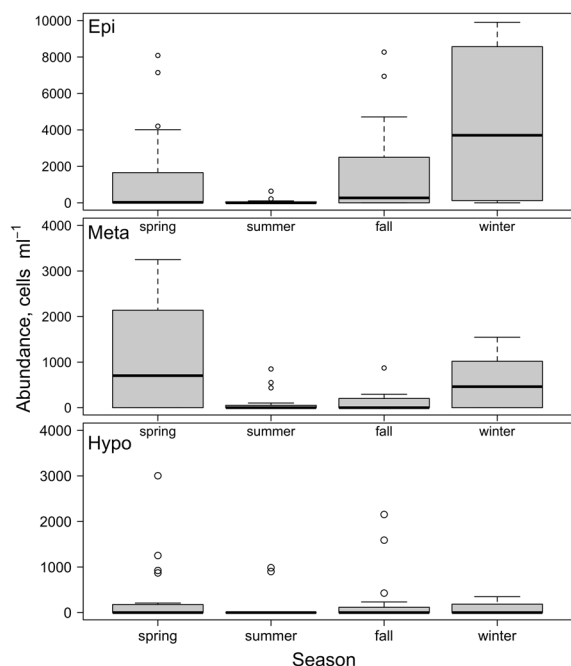 Epi
10000
8000
6000
4000
2000
0
spring summer fall winter
Meta
4000
3000
2000
1000
0
spring summer fall winter
Hypo
4000
3000
2000
1000
0
spring summer fall winter
Season
Abundance, cells ml⁻¹